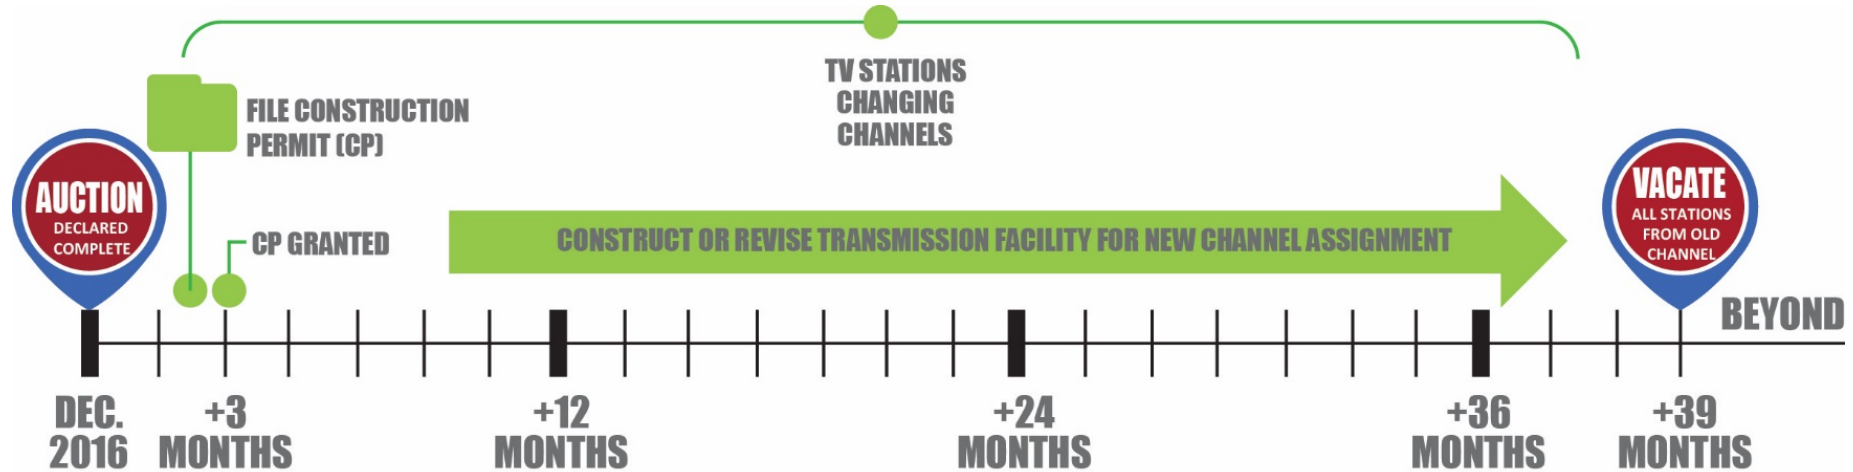 TV STATIONS
CHANGING
CHANNELS
FILE CONSTRUCTION
PERMIT (CP)
AUCTION
DECLARED
COMPLETE
CP GRANTED
CONSTRUCT OR REVISE TRANSMISSION FACILITY FOR NEW CHANNEL ASSIGNMENT
VACATE
ALL STATIONS
FROM OLD
CHANNEL
BEYOND
DEC.
2016
+3
MONTHS
+12
MONTHS
+24
MONTHS
+36
MONTHS
+39
MONTHS